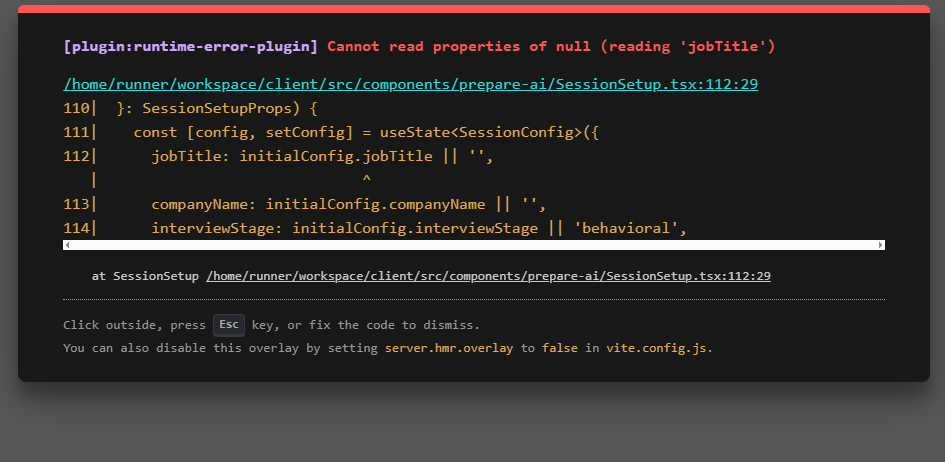 [plugin:runtime-error-plugin] Cannot read properties of null (reading 'jobTitle')
/home/runner/workspace/client/src/components/prepare-ai/SessionSetup.tsx:112:29
110|  }: SessionSetupProps) {
111|    const [config, setConfig] = useState<SessionConfig>({
112|      jobTitle: initialConfig.jobTitle || '',
   |                              ^
113|      companyName: initialConfig.companyName || '',
114|      interviewStage: initialConfig.interviewStage || 'behavioral',
at SessionSetup /home/runner/workspace/client/src/components/prepare-ai/SessionSetup.tsx:112:29
Click outside, press Esc key, or fix the code to dismiss.
You can also disable this overlay by setting server.hmr.overlay to false in vite.config.js.